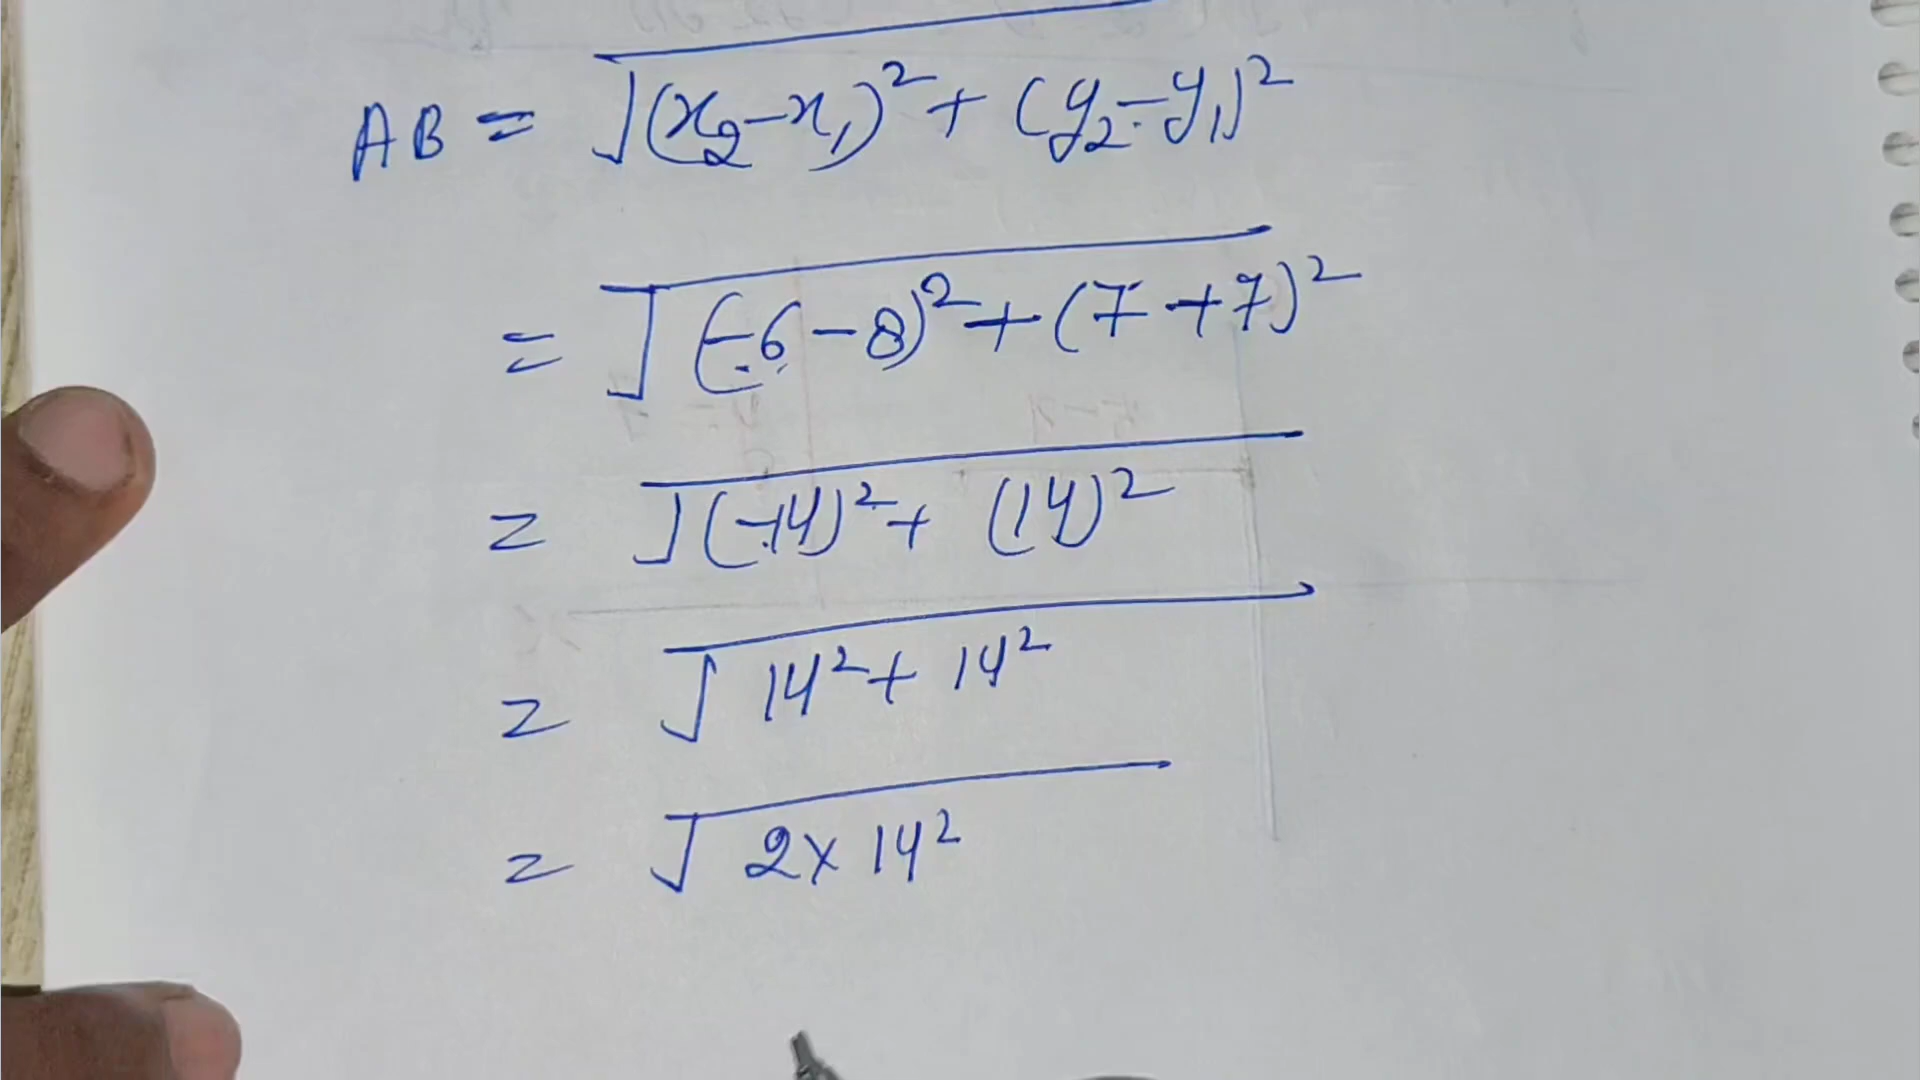 AB = √(x₂-x₁)² + (y₂-y₁)²
= √(-6-8)² + (7+7)²
= √(-14)² + (14)²
= √14² + 14²
= √2×14²